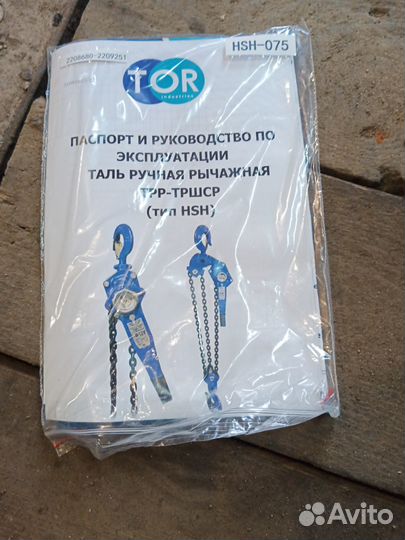 2208680-2209251
HSH-075
TOR
industries
ПАСПОРТ И РУКОВОДСТВО ПО
ЭКСПЛУАТАЦИИ
ТАЛЬ РУЧНАЯ РЫЧАЖНАЯ
ТРР-ТРШСР
(тип HSH)
Avito